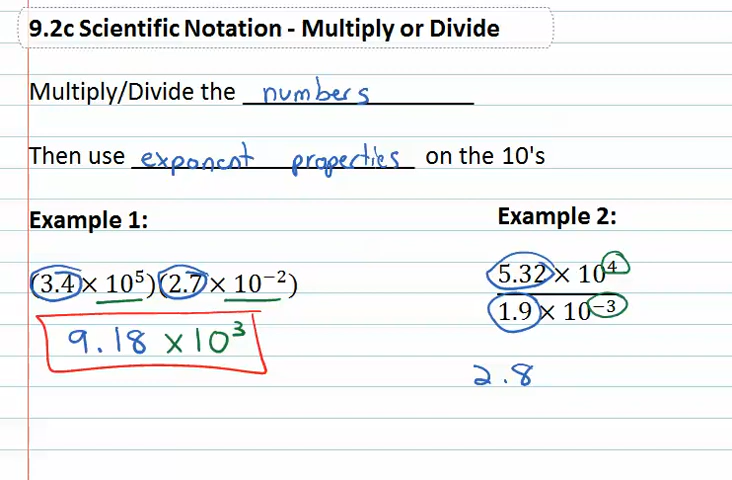 9.2c Scientific Notation - Multiply or Divide
Multiply/Divide the numbers
Then use exponent properties on the 10's
Example 1:
(3.4 × 10⁵)(2.7 × 10⁻²)
9.18 x 10³
Example 2:
5.32 × 10⁴
1.9 × 10⁻³
2.8